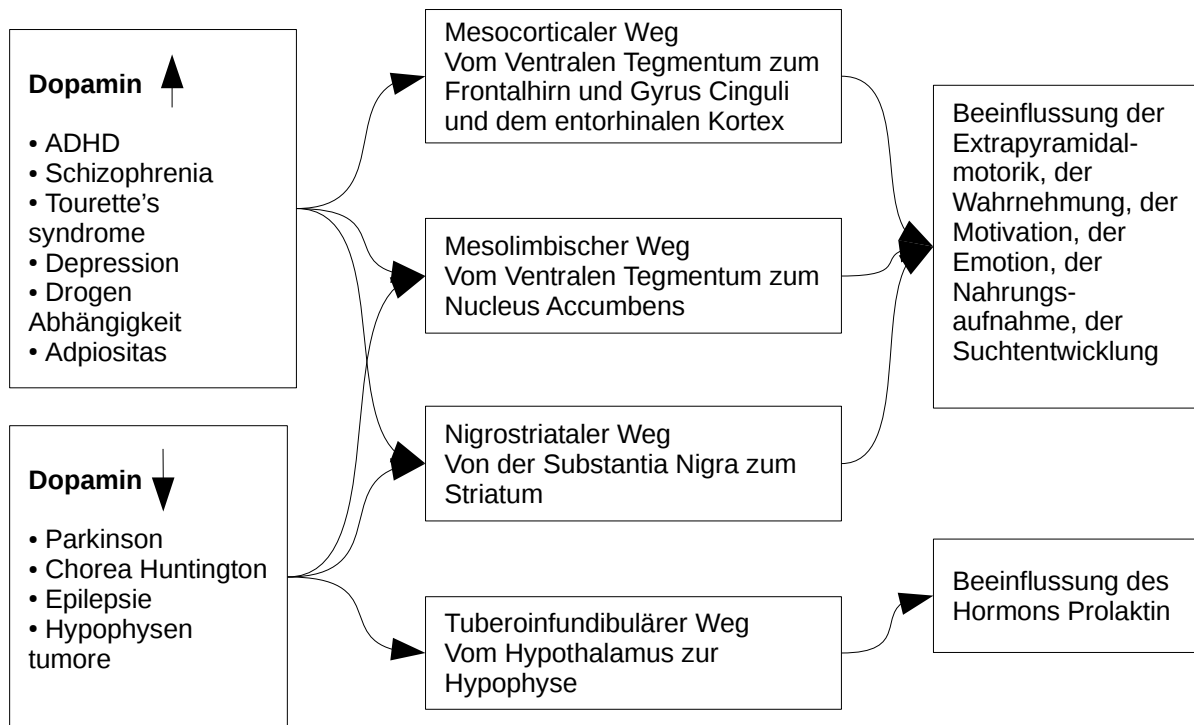 Dopamin
• ADHD
• Schizophrenia
• Tourette’s
syndrome
• Depression
• Drogen
Abhängigkeit
• Adpiositas
Dopamin
• Parkinson
• Chorea Huntington
• Epilepsie
• Hypophysen
tumore
Mesocorticaler Weg
Vom Ventralen Tegmentum zum
Frontalhirn und Gyrus Cinguli
und dem entorhinalen Kortex
Mesolimbischer Weg
Vom Ventralen Tegmentum zum
Nucleus Accumbens
Nigrostriataler Weg
Von der Substantia Nigra zum
Striatum
Tuberoinfundibulärer Weg
Vom Hypothalamus zur
Hypophyse
Beeinflussung der
Extrapyramidal-
motorik, der
Wahrnehmung, der
Motivation, der
Emotion, der
Nahrungs-
aufnahme, der
Suchtentwicklung
Beeinflussung des
Hormons Prolaktin